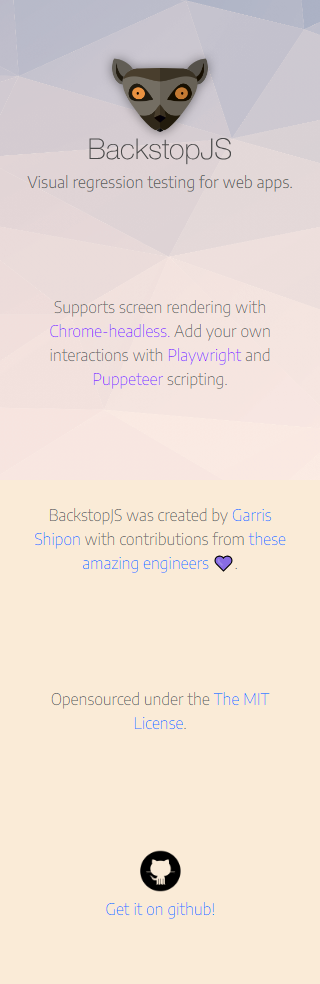 BackstopJS
Visual regression testing for web apps.
Supports screen rendering with
Chrome-headless. Add your own
interactions with Playwright and
Puppeteer scripting.
BackstopJS was created by Garris
Shipon with contributions from these
amazing engineers 💜.
Opensourced under the The MIT
License.
Get it on github!